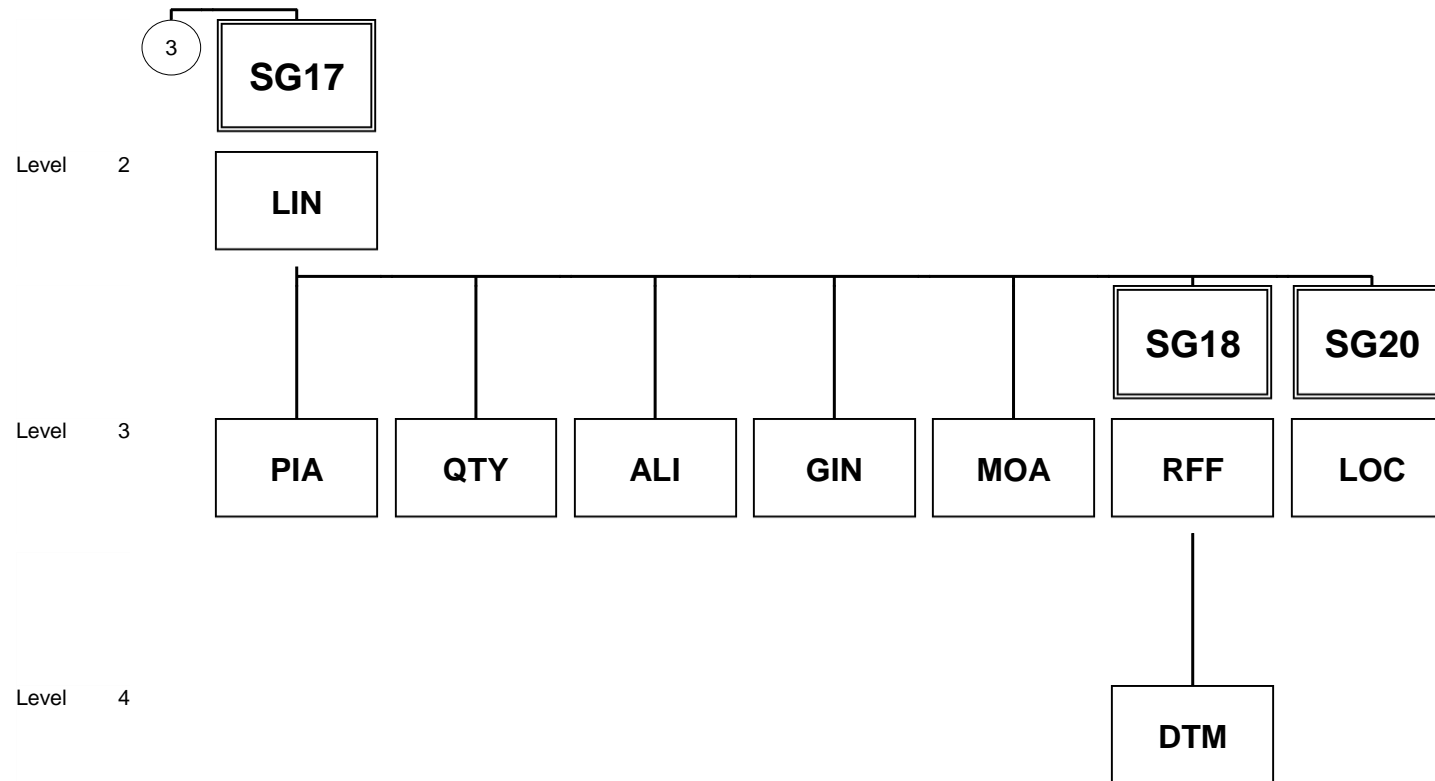 3
SG17
Level 2
LIN
SG18 SG20
Level 3
PIA QTY ALI GIN MOA RFF LOC
Level 4
DTM